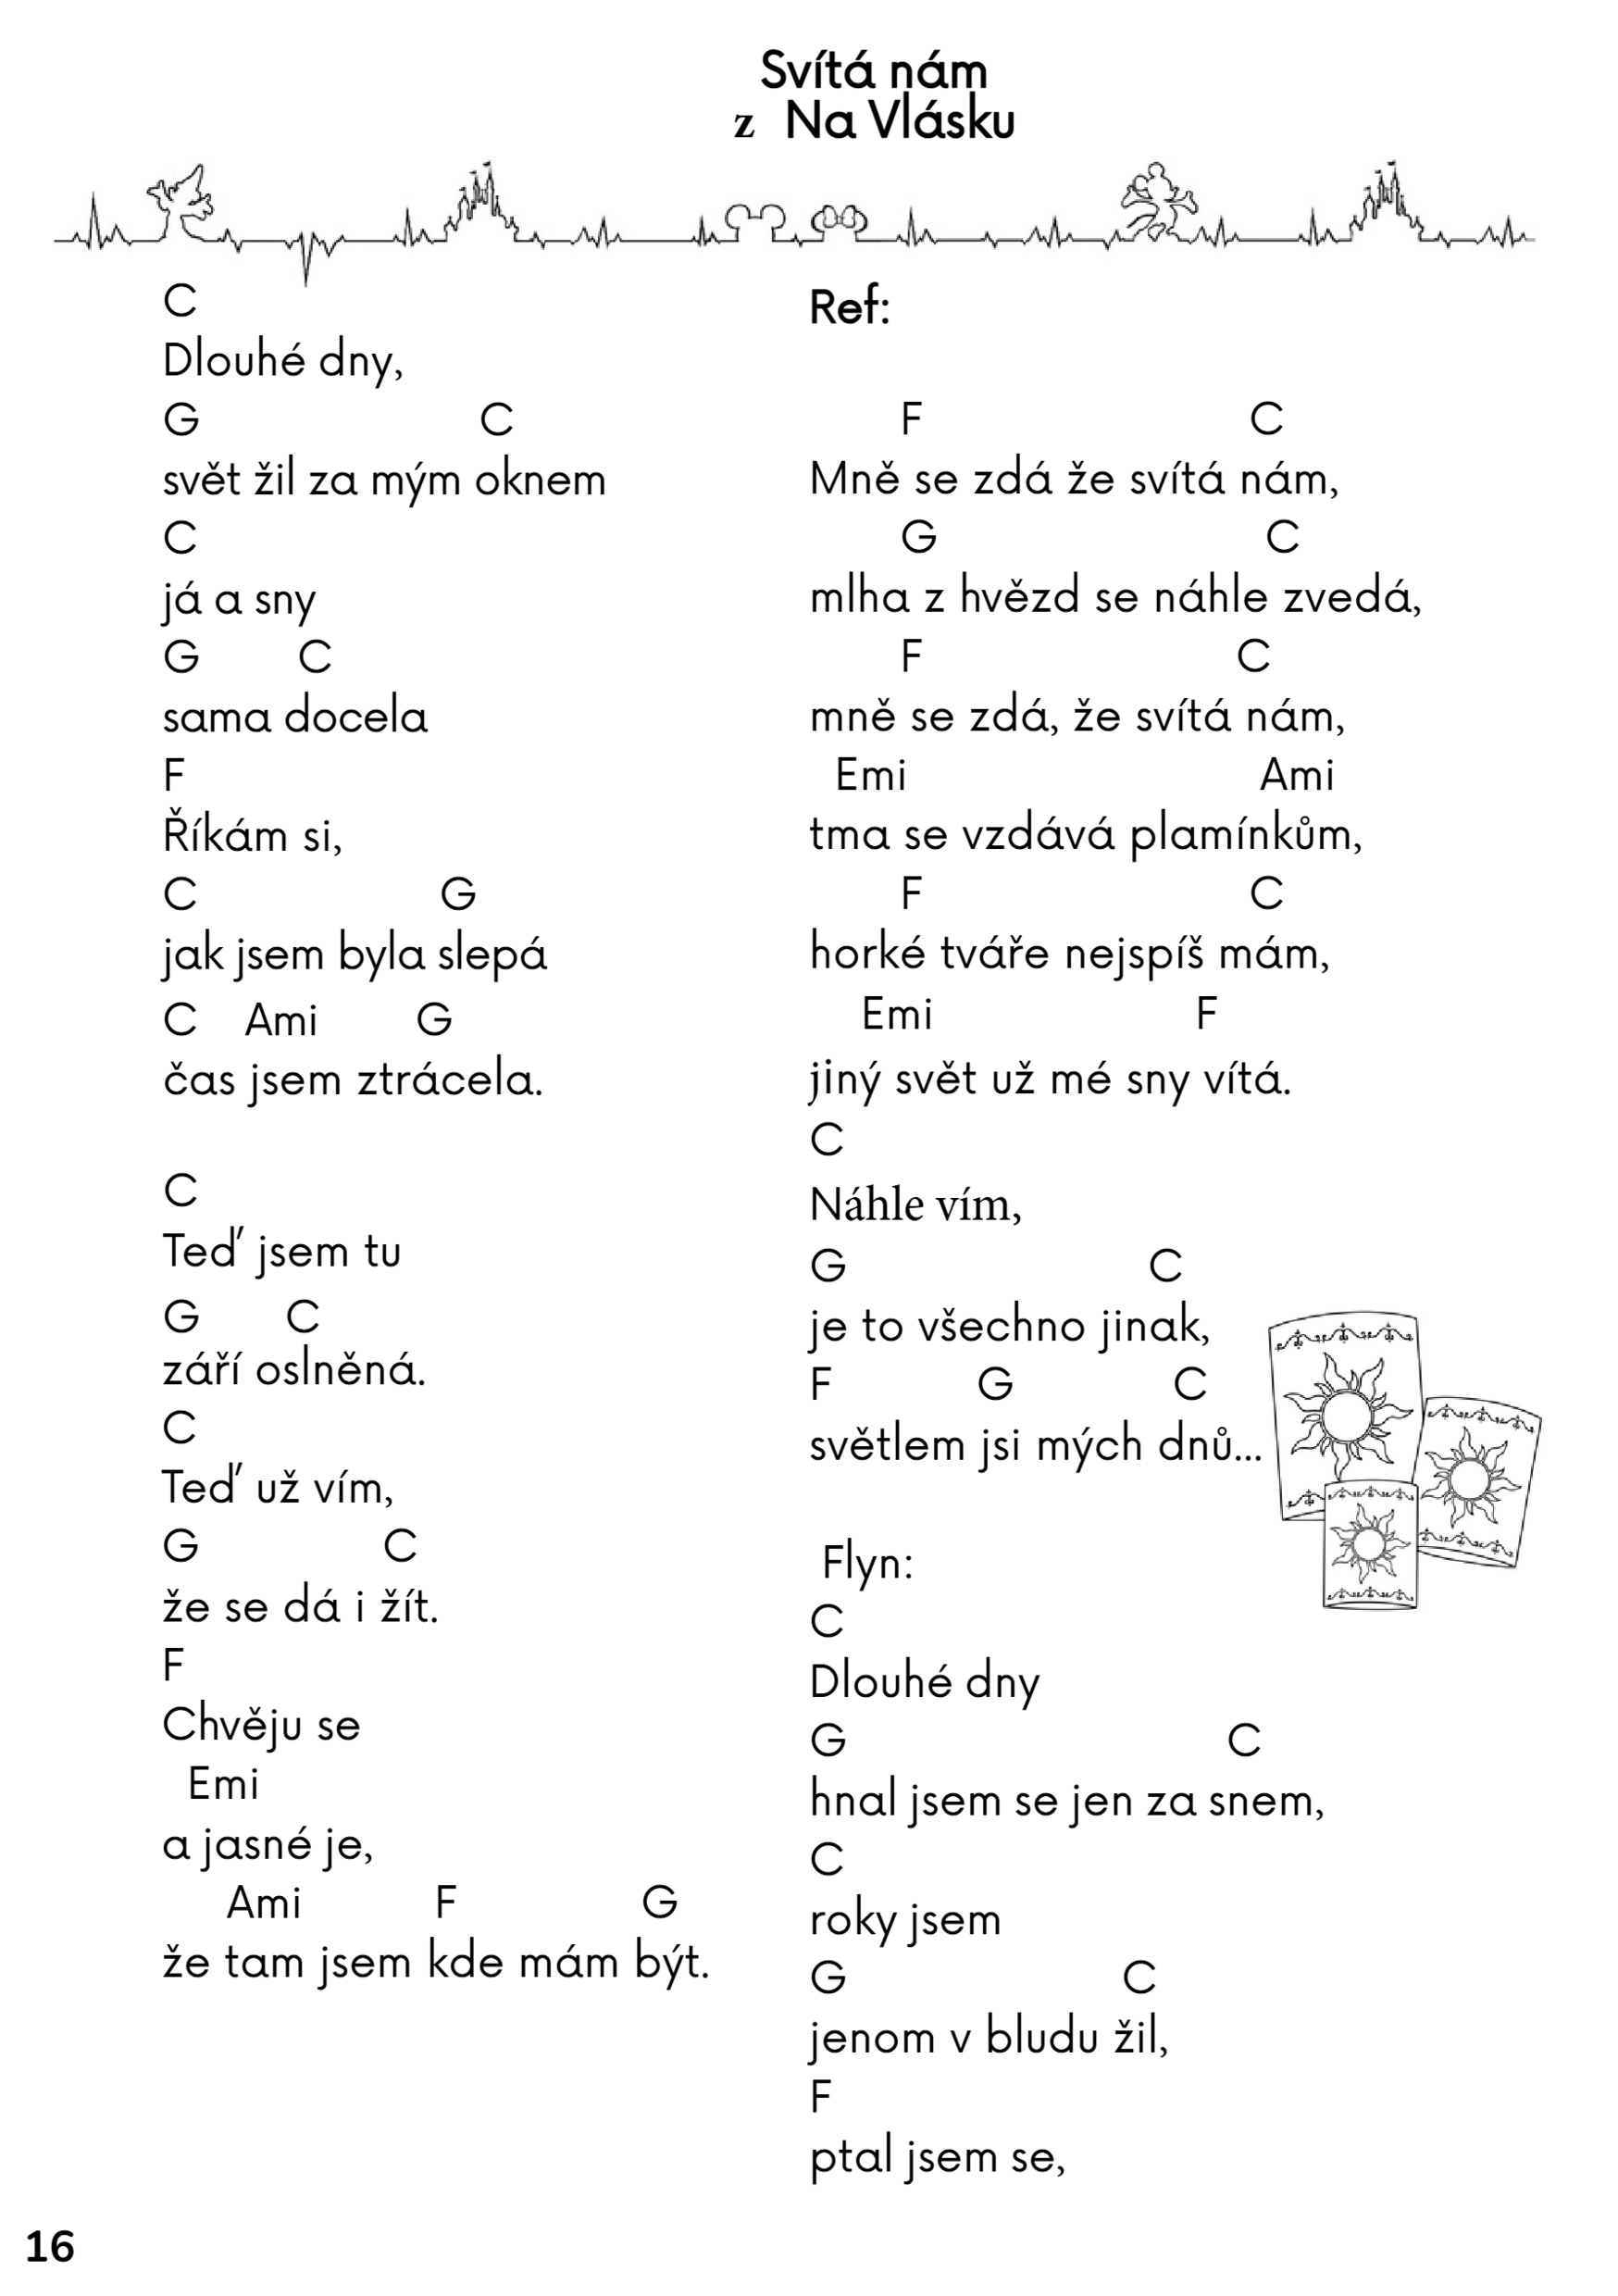 Svítá nám
z Na Vlásku
C
Dlouhé dny,
G C
svět žil za mým oknem
C
já a sny
G C
sama docela
F
Říkám si,
C G
jak jsem byla slepá
C Ami G
čas jsem ztrácela.
C
Teď jsem tu
G C
září oslněná.
C
Teď už vím,
G C
že se dá i žít.
F
Chvěju se
Emi
a jasné je,
Ami F G
že tam jsem kde mám být.
Ref:
F C
Mně se zdá že svítá nám,
G C
mlha z hvězd se náhle zvedá,
F C
mně se zdá, že svítá nám,
Emi Ami
tma se vzdává plamínkům,
F C
horké tváře nejspíš mám,
Emi F
jiný svět už mé sny vítá.
C
Náhle vím,
G C
je to všechno jinak,
F G C
světlem jsi mých dnů...
Flyn:
C
Dlouhé dny
G C
hnal jsem se jen za snem,
C
roky jsem
G C
jenom v bludu žil,
F
ptal jsem se,
16